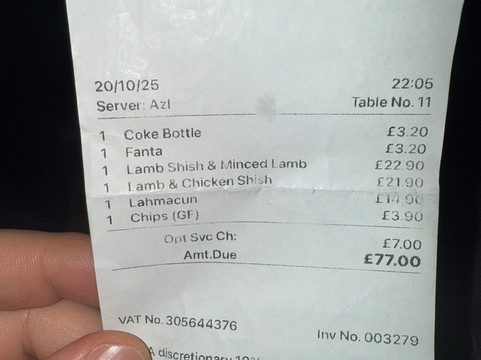 20/10/25 22:05
Server: Azl Table No. 11
1 Coke Bottle £3.20
1 Fanta £3.20
1 Lamb Shish & Minced Lamb £22.90
1 Lamb & Chicken Shish £21.90
1 Lahmacun £14.90
1 Chips (GF) £3.90
Opt Svc Ch: £7.00
Amt.Due £77.00
VAT No. 305644376 Inv No. 003279
A discretionary 10%